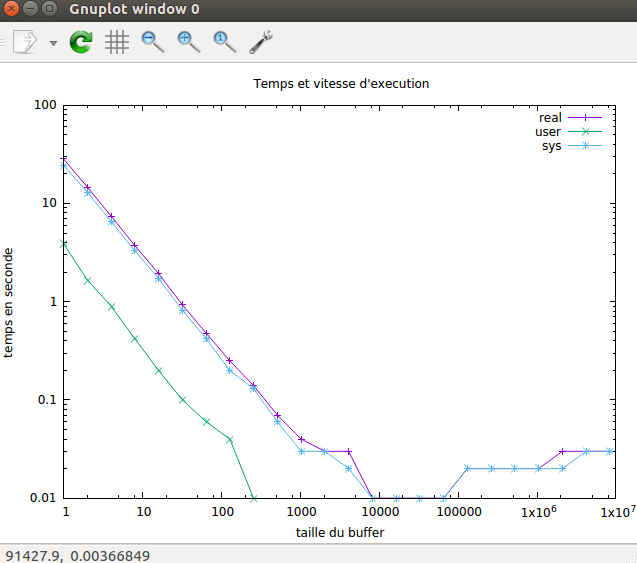 Gnuplot window 0
Temps et vitesse d'execution
real
user
sys
temps en seconde
100
10
1
0.1
0.01
1
10
100
1000
10000
100000
1x10^6
1x10^7
taille du buffer
91427.9, 0.00366849